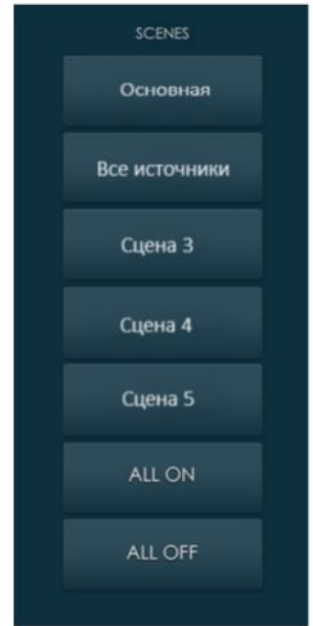 SCENES
Основная
Все источники
Сцена 3
Сцена 4
Сцена 5
ALL ON
ALL OFF